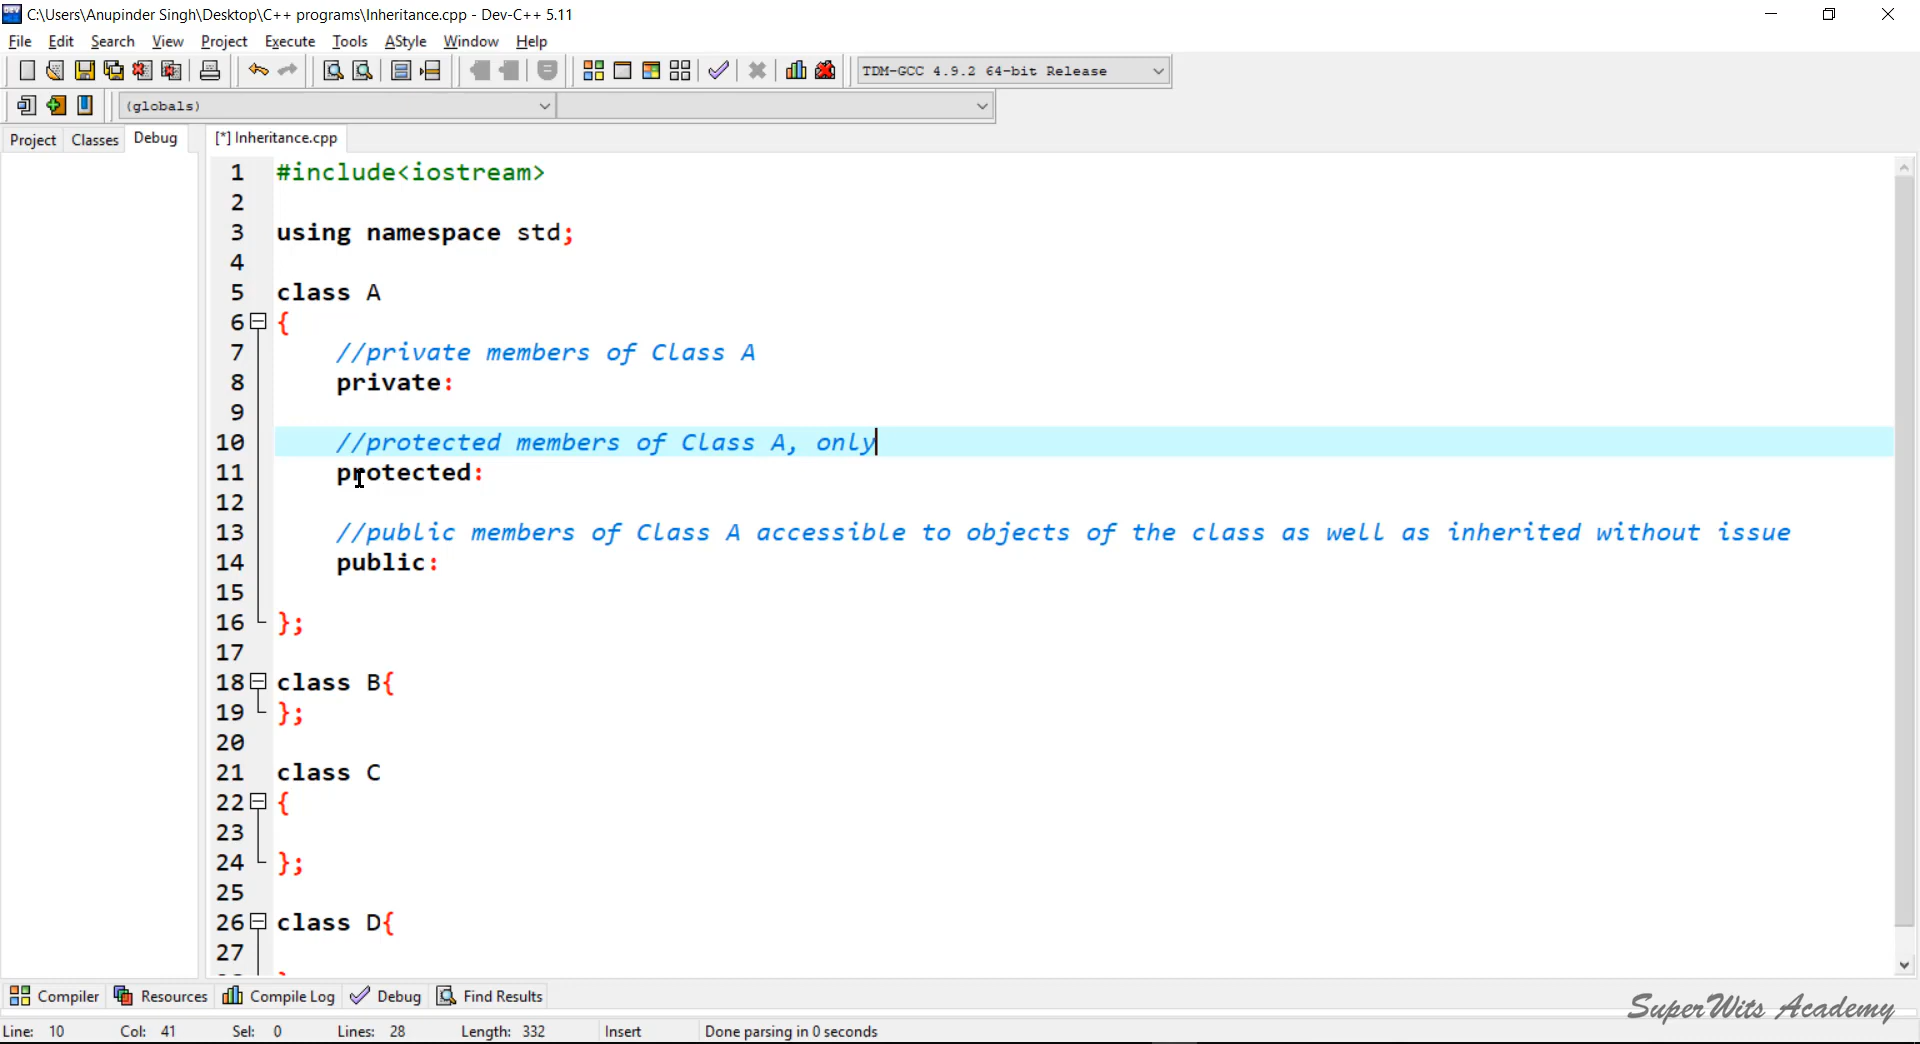 C:\Users\Anupinder Singh\Desktop\C++ programs\Inheritance.cpp - Dev-C++ 5.11
File Edit Search View Project Execute Tools AStyle Window Help
TDM-GCC 4.9.2 64-bit Release
(globals)
Project Classes Debug [*] Inheritance.cpp
1 #include<iostream>
2
3 using namespace std;
4
5 class A
6 {
7 //private members of Class A
8 private:
9
10 //protected members of Class A, only
11 protected:
12
13 //public members of Class A accessible to objects of the class as well as inherited without issue
14 public:
15
16 };
17
18 class B{
19 };
20
21 class C
22 {
23
24 };
25
26 class D{
27
Compiler Resources Compile Log Debug Find Results
SuperWits Academy
Line: 10 Col: 41 Sel: 0 Lines: 28 Length: 332 Insert Done parsing in 0 seconds